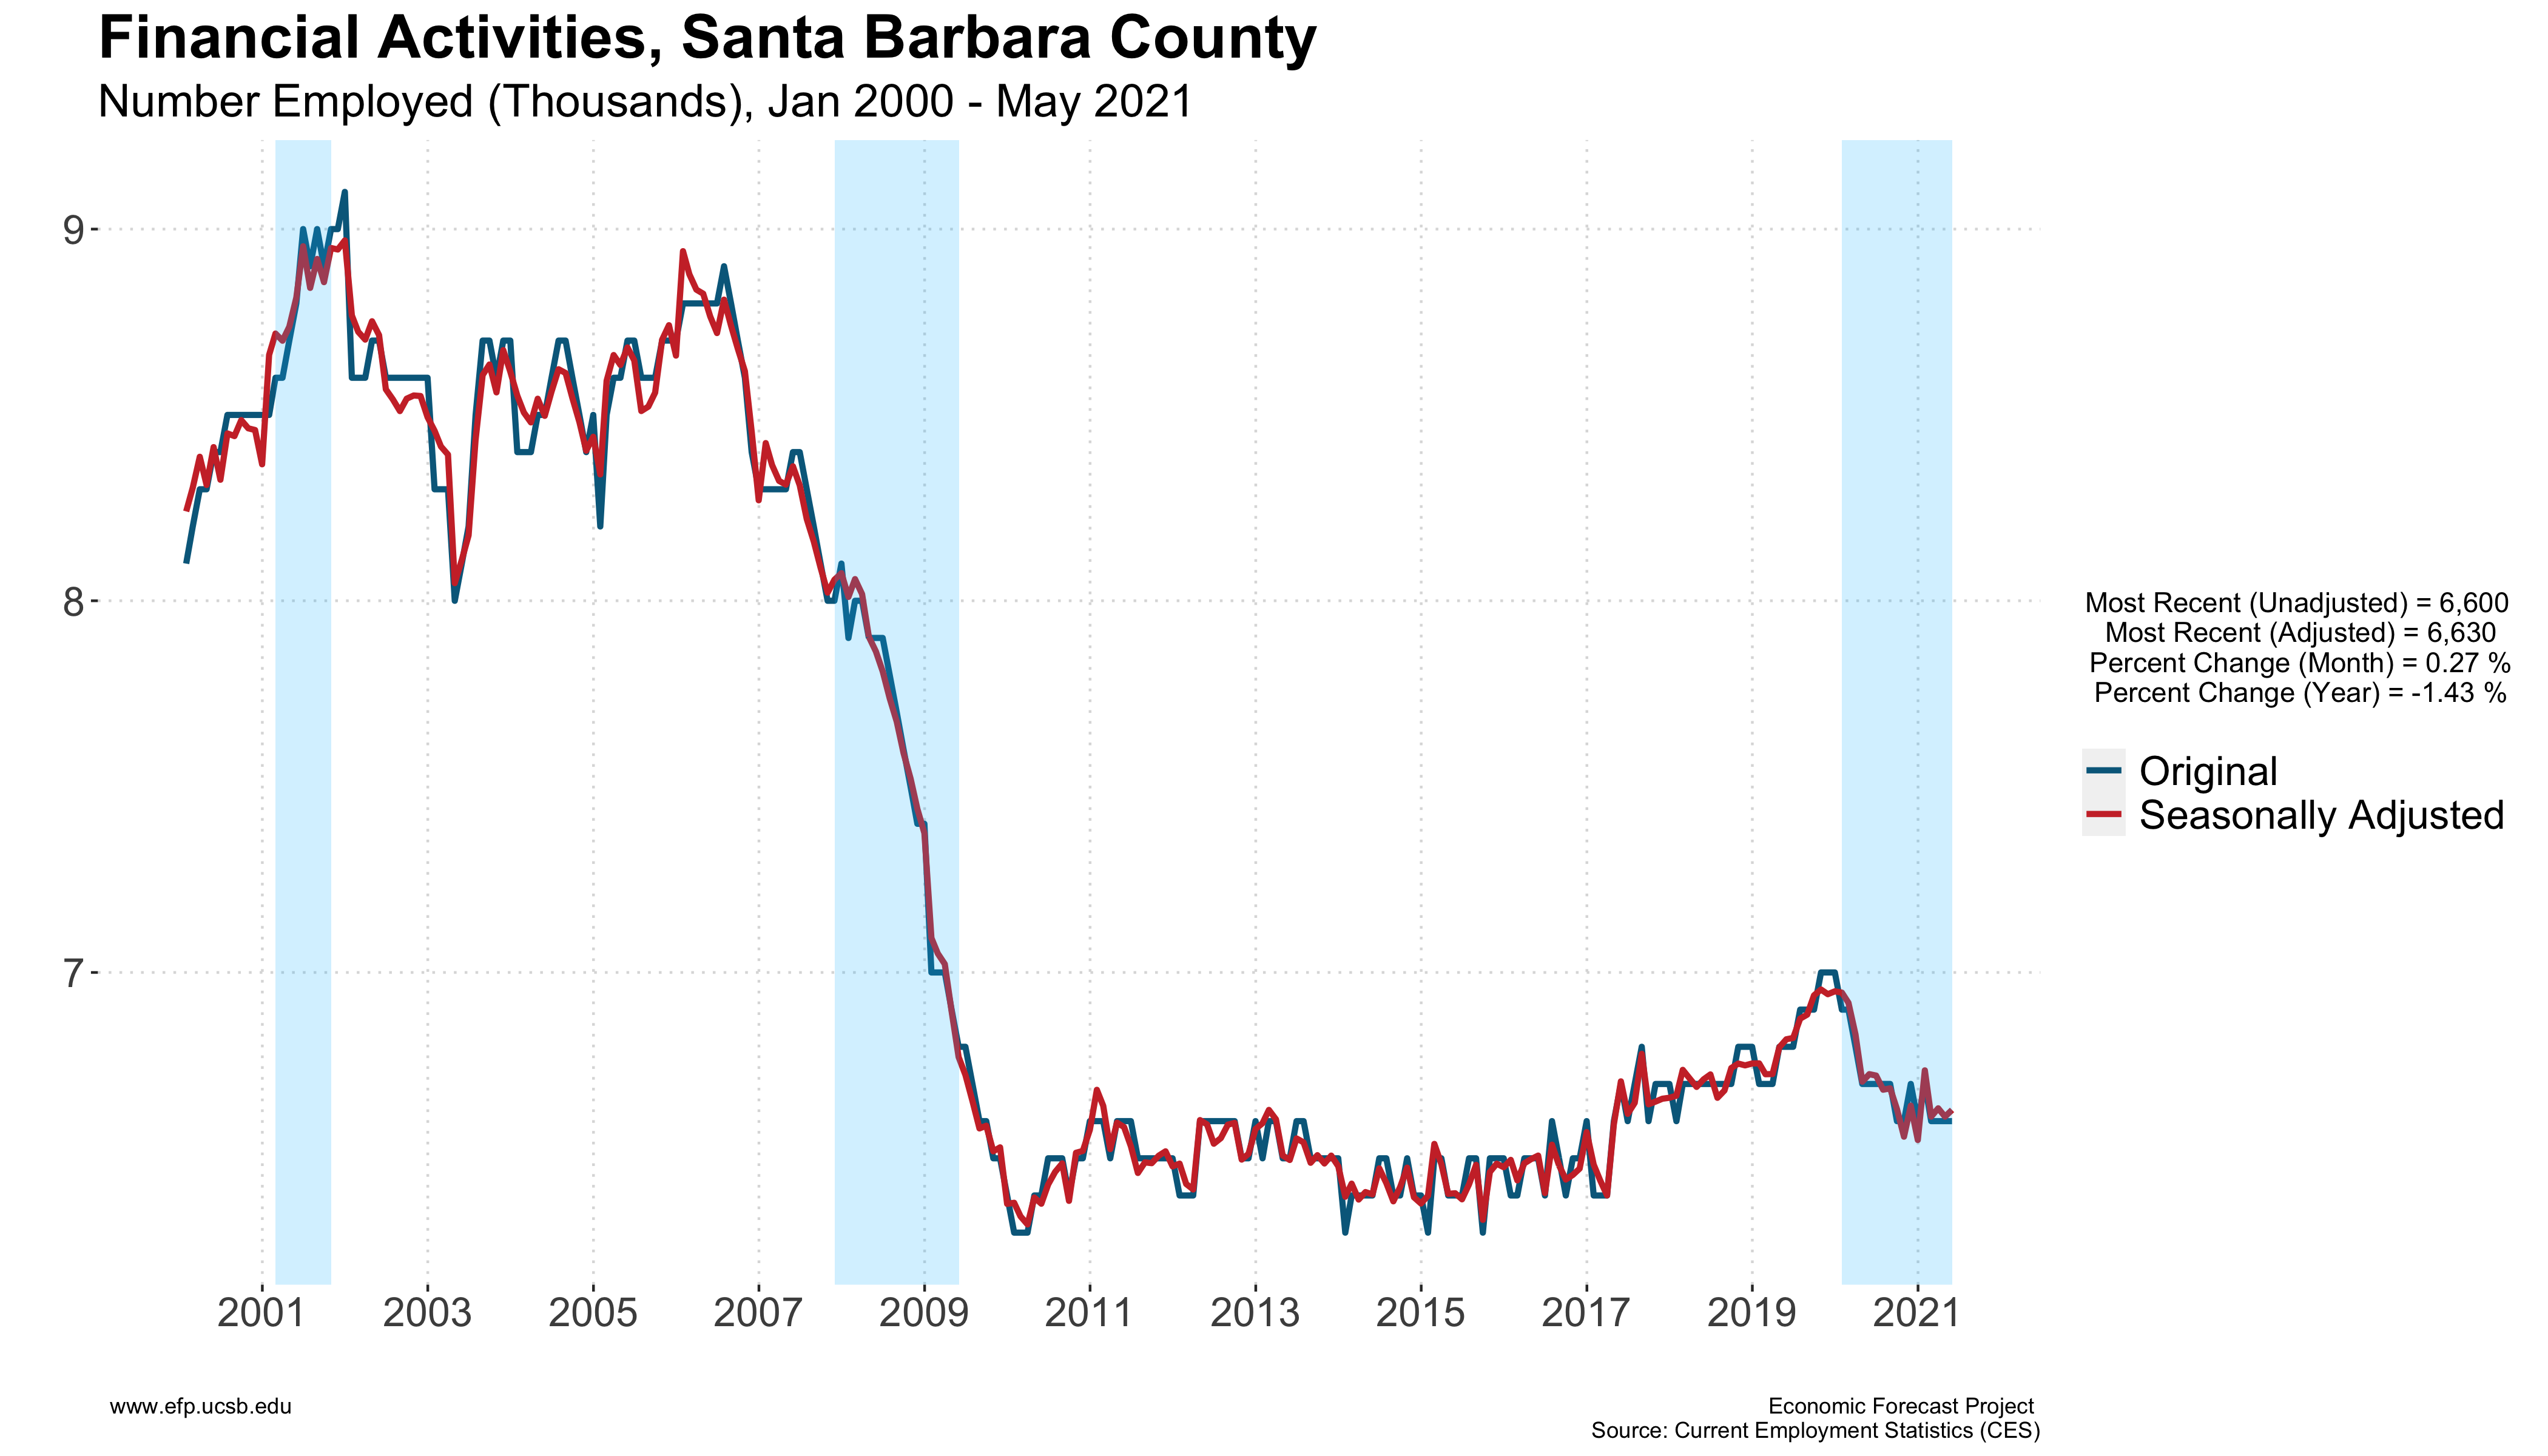 Financial Activities, Santa Barbara County
Number Employed (Thousands), Jan 2000 - May 2021
9
8
7
2001 2003 2005 2007 2009 2011 2013 2015 2017 2019 2021
Most Recent (Unadjusted) = 6,600
Most Recent (Adjusted) = 6,630
Percent Change (Month) = 0.27 %
Percent Change (Year) = -1.43 %
Original
Seasonally Adjusted
www.efp.ucsb.edu
Economic Forecast Project
Source: Current Employment Statistics (CES)